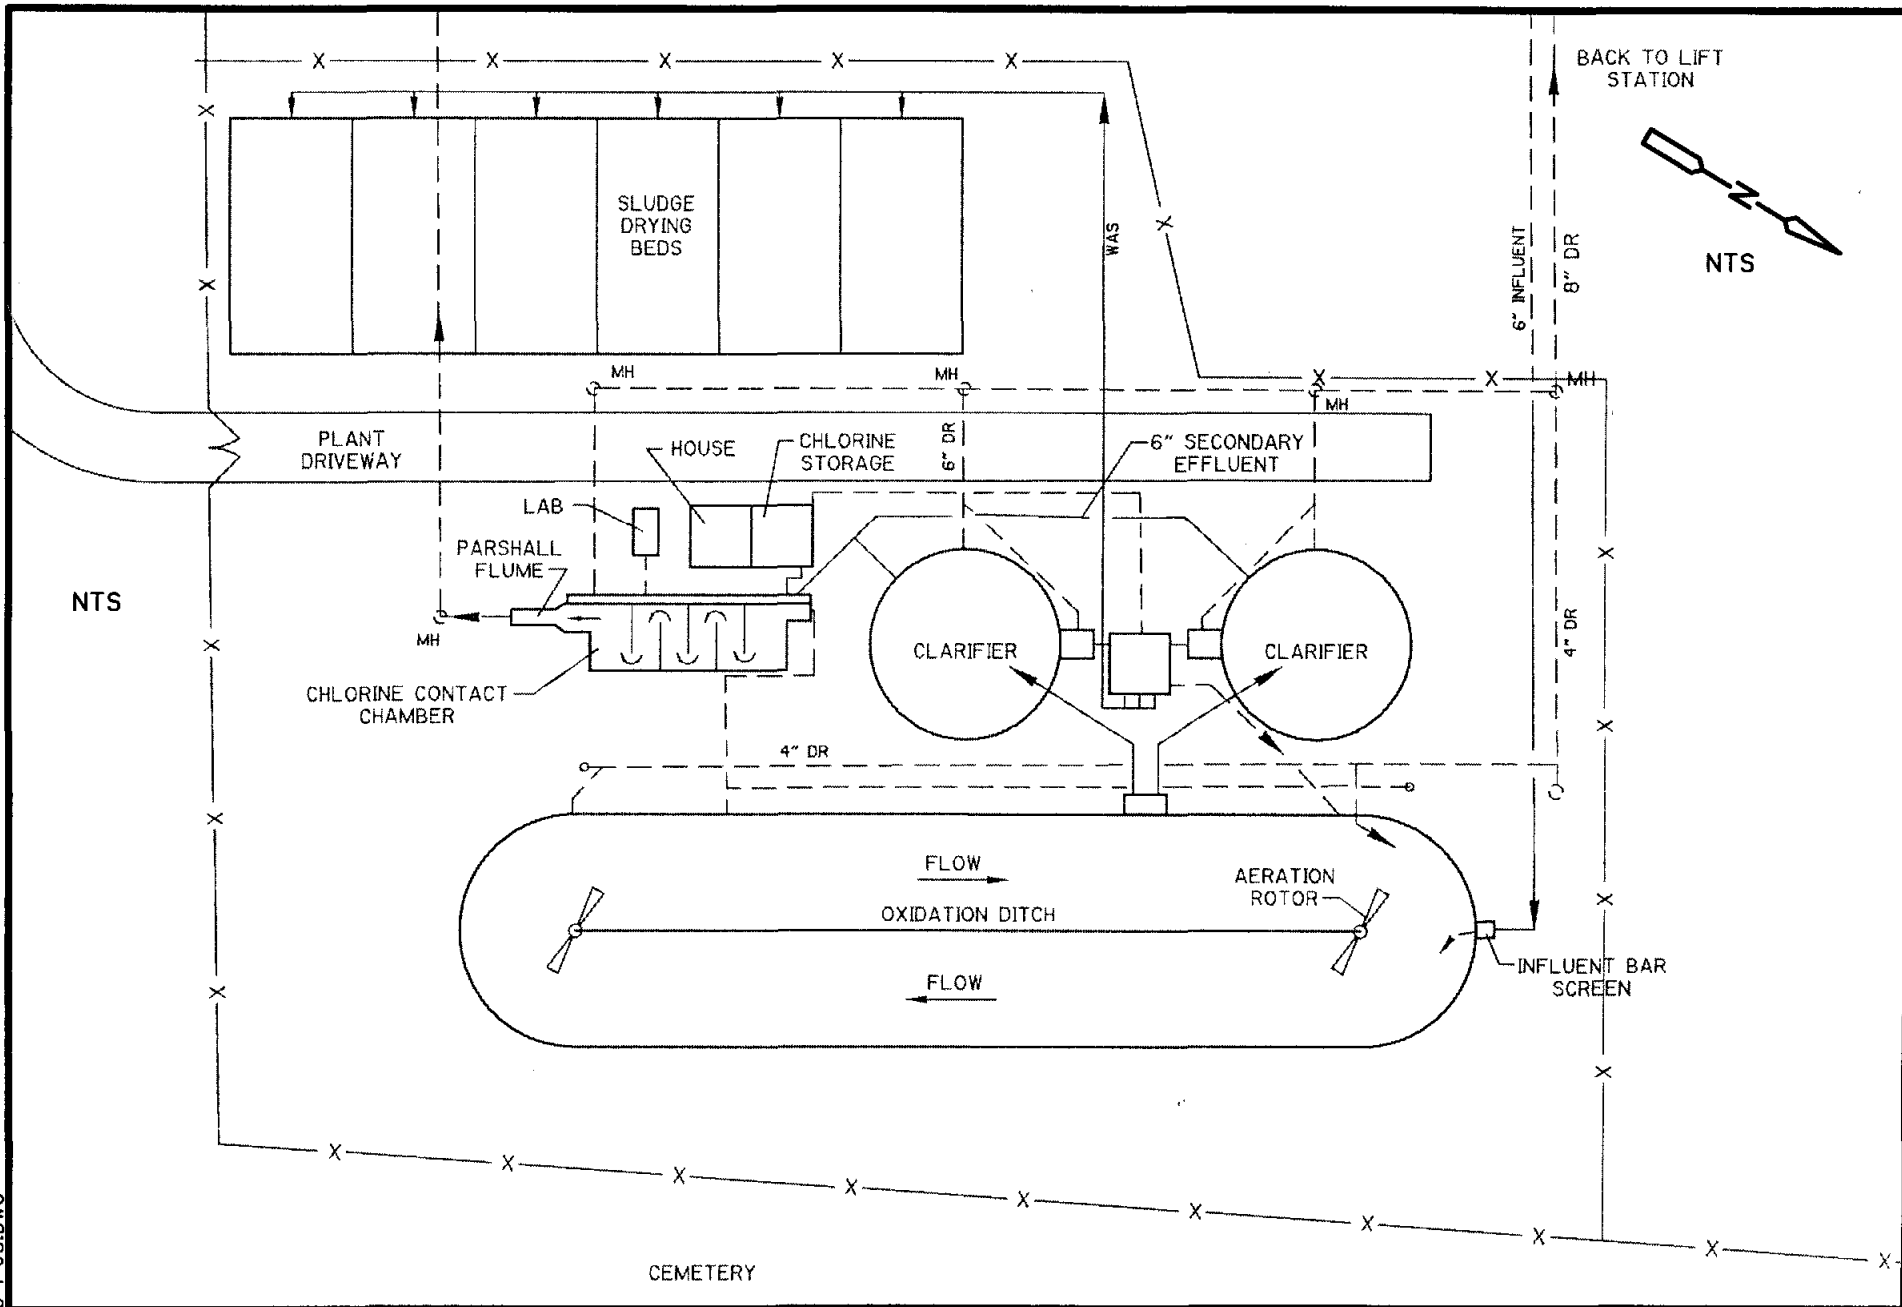 BACK TO LIFT
STATION
N
NTS
SLUDGE
DRYING
BEDS
WAS
6" INFLUENT
8" DR
MH
MH
MH
MH
PLANT
DRIVEWAY
HOUSE
CHLORINE
STORAGE
6" DR
6" SECONDARY
EFFLUENT
LAB
PARSHALL
FLUME
NTS
MH
CLARIFIER
CLARIFIER
4" DR
CHLORINE CONTACT
CHAMBER
4" DR
FLOW
AERATION
ROTOR
OXIDATION DITCH
FLOW
INFLUENT BAR
SCREEN
CEMETERY